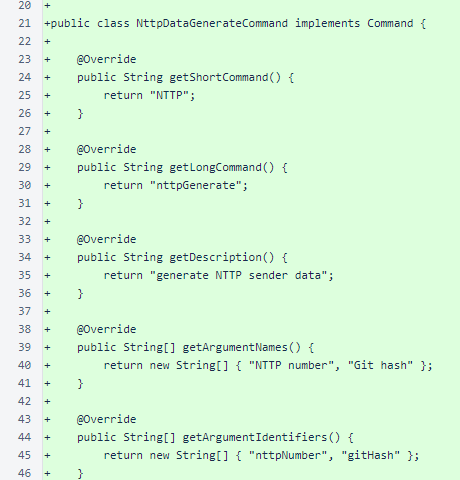 20 +
21 +public class NttpDataGenerateCommand implements Command {
22 +
23 +    @Override
24 +    public String getShortCommand() {
25 +        return "NTTP";
26 +    }
27 +
28 +    @Override
29 +    public String getLongCommand() {
30 +        return "nttpGenerate";
31 +    }
32 +
33 +    @Override
34 +    public String getDescription() {
35 +        return "generate NTTP sender data";
36 +    }
37 +
38 +    @Override
39 +    public String[] getArgumentNames() {
40 +        return new String[] { "NTTP number", "Git hash" };
41 +    }
42 +
43 +    @Override
44 +    public String[] getArgumentIdentifiers() {
45 +        return new String[] { "nttpNumber", "gitHash" };
46 +    }